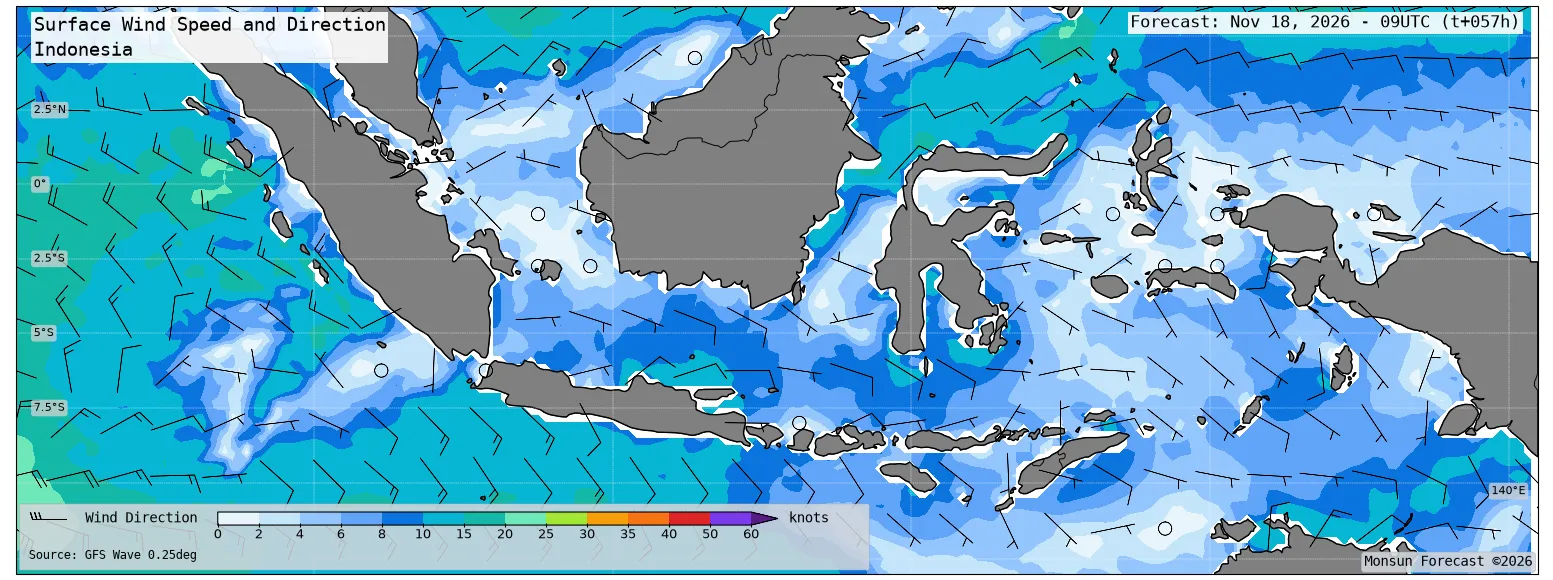 Surface Wind Speed and Direction
Indonesia
Forecast: Nov 18, 2026 - 09UTC (t+057h)
2.5°N
0°
2.5°S
5°S
7.5°S
140°E
Wind Direction
knots
0 2 4 6 8 10 15 20 25 30 35 40 50 60
Source: GFS Wave 0.25deg
Monsun Forecast ©2026